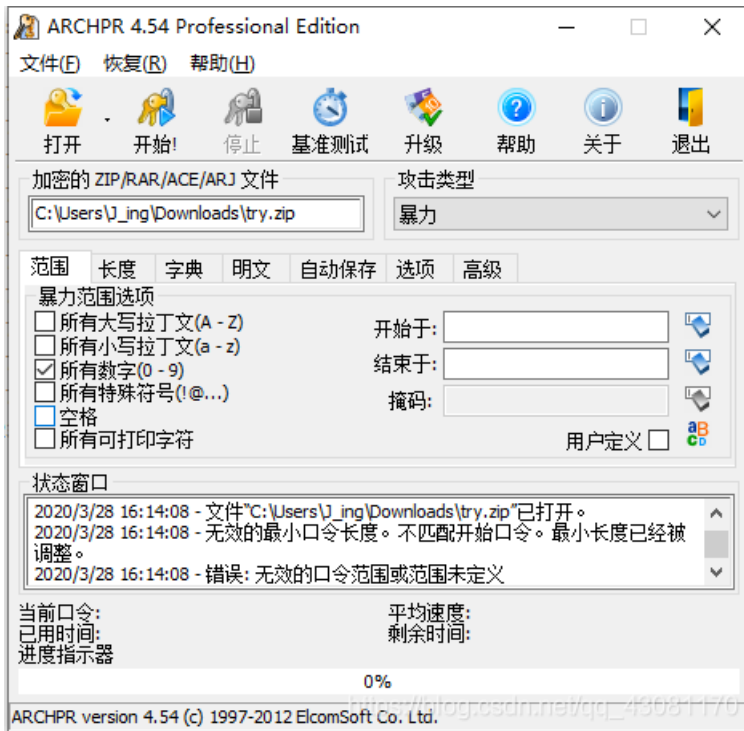 ARCHPR 4.54 Professional Edition
文件(F) 恢复(R) 帮助(H)
打开 开始! 停止 基准测试 升级 帮助 关于 退出
加密的 ZIP/RAR/ACE/ARJ 文件
攻击类型
C:\Users\J_ing\Downloads\try.zip
暴力
范围 长度 字典 明文 自动保存 选项 高级
暴力范围选项
所有大写拉丁文(A - Z)
所有小写拉丁文(a - z)
所有数字(0 - 9)
所有特殊符号(!@...)
空格
所有可打印字符
开始于:
结束于:
掩码:
用户定义
aBCD
状态窗口
2020/3/28 16:14:08 - 文件“C:\Users\J_ing\Downloads\try.zip”已打开。
2020/3/28 16:14:08 - 无效的最小口令长度。不匹配开始口令。最小长度已经被
调整。
2020/3/28 16:14:08 - 错误: 无效的口令范围或范围未定义
当前口令: 平均速度:
已用时间: 剩余时间:
进度指示器
0%
https://blog.csdn.net/qq_43081170
ARCHPR version 4.54 (c) 1997-2012 ElcomSoft Co. Ltd.